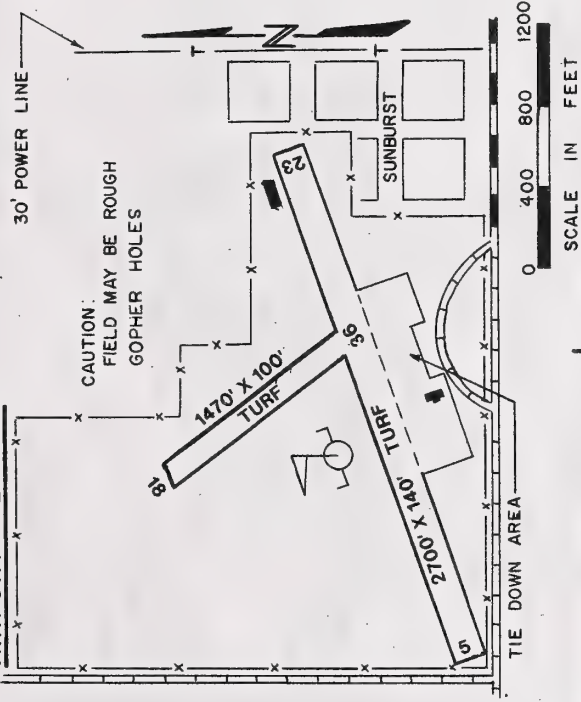 30' POWER LINE
N
CAUTION:
FIELD MAY BE ROUGH
GOPHER HOLES
T
T
18
1470' X 100'
TURF
36
23
SUNBURST
2700' X 140' TURF
5
TIE DOWN AREA
0 400 800 1200
SCALE IN FEET